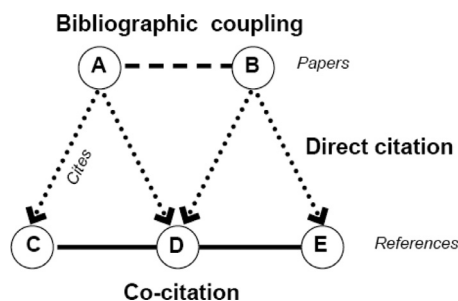 Bibliographic coupling
A B Papers
Cites Direct citation
C D E References
Co-citation